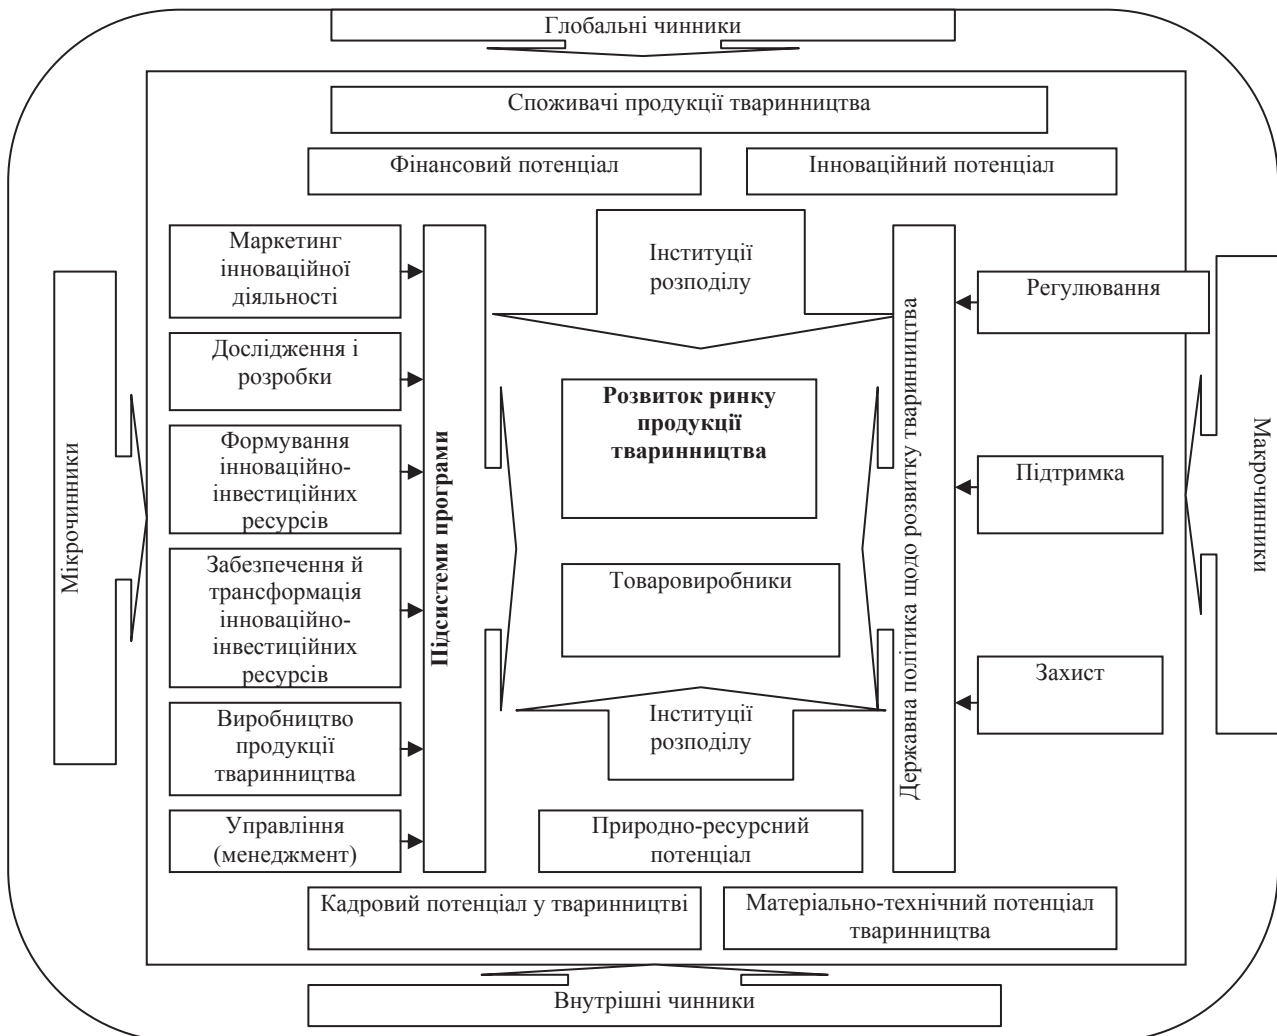 Глобальні чинники
Споживачі продукції тваринництва
Фінансовий потенціал
Інноваційний потенціал
Мікрочинники
Маркетинг
інноваційної
діяльності
Дослідження і
розробки
Формування
інноваційно-
інвестиційних
ресурсів
Забезпечення й
трансформація
інноваційно-
інвестиційних
ресурсів
Виробництво
продукції
тваринництва
Управління
(менеджмент)
Підсистеми програми
Інституції
розподілу
Розвиток ринку
продукції
тваринництва
Товаровиробники
Інституції
розподілу
Природно-ресурсний
потенціал
Державна політика щодо розвитку тваринництва
Регулювання
Підтримка
Захист
Макрочинники
Кадровий потенціал у тваринництві
Матеріально-технічний потенціал
тваринництва
Внутрішні чинники